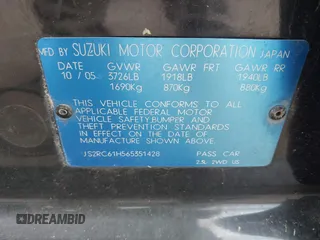 MFD BY SUZUKI MOTOR CORPORATION JAPAN
DATE GVWR GAWR FRT GAWR RR
10/05 3726LB 1918LB 1940LB
1690Kg 870Kg 880Kg
THIS VEHICLE CONFORMS TO ALL
APPLICABLE FEDERAL MOTOR
VEHICLE SAFETY,BUMPER AND
THEFT PREVENTION STANDARDS
IN EFFECT ON THE DATE OF
MANUFACTURE SHOWN ABOVE.
JS2RC61H565351428 PASS CAR
2.3L 2WD US
DREAMBID